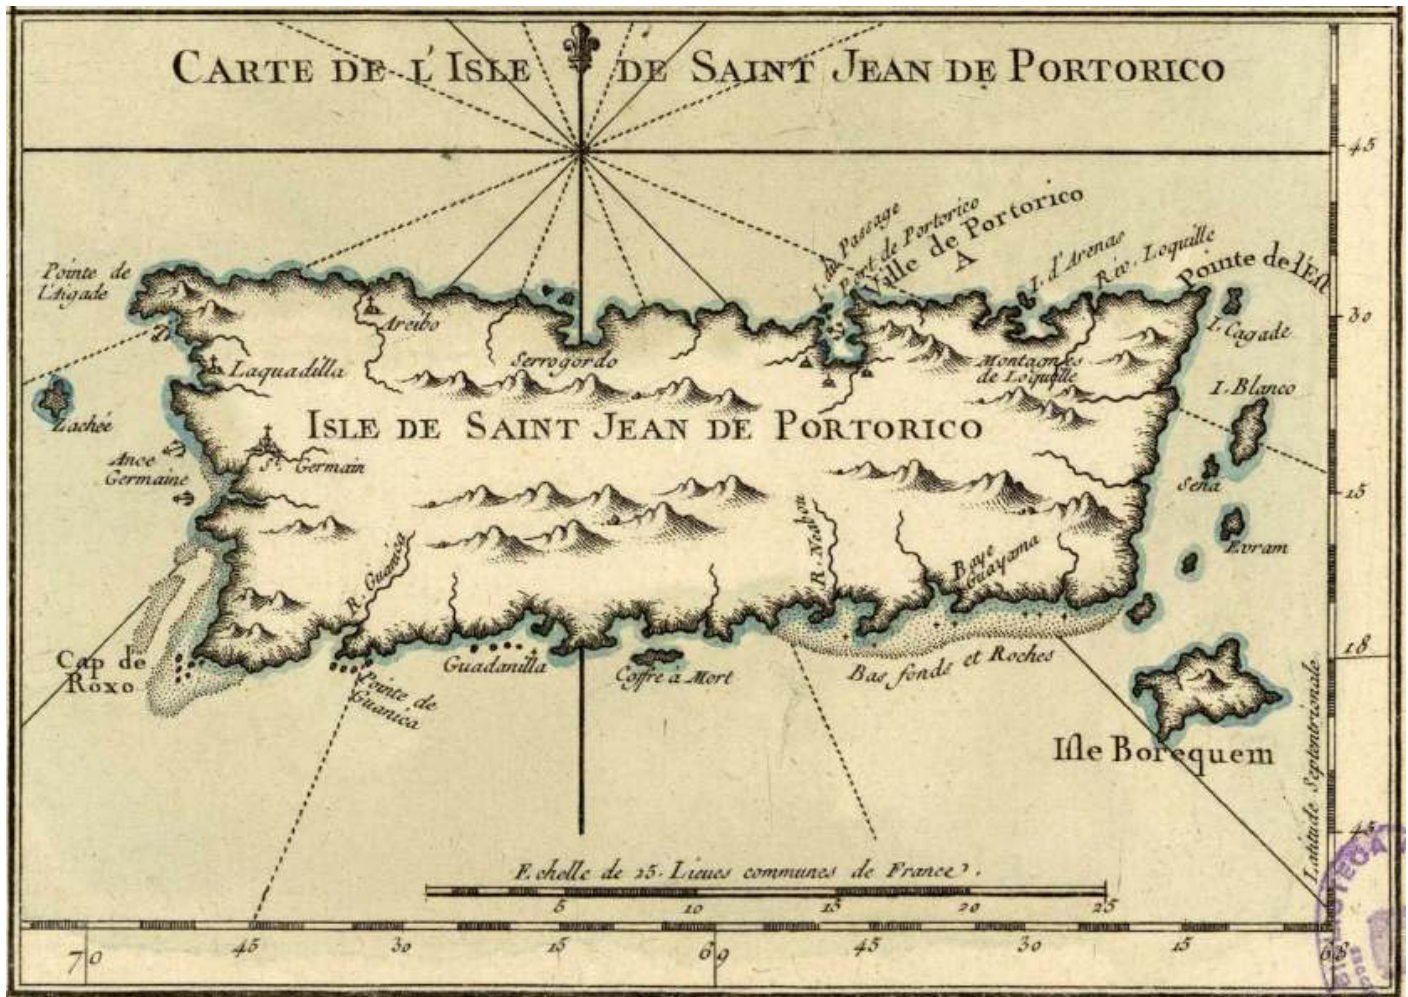 CARTE DE L'ISLE DE SAINT JEAN DE PORTORICO
45
I. du Passage
Port de Portorico
Ville de Portorico
A
I. d'Arenas
Riv. Loquille
Pointe de l'Est
Pointe de
l'Aigade
Areibo
Serrogordo
30
I. Cagade
Laquadilla
Montagnes
de Loquille
I. Blanco
Zachée
ISLE DE SAINT JEAN DE PORTORICO
Ance
Germaine
St. Germain
Sena
15
Evram
R. Guanica
R. Neabon
Baye
Guayama
Cap de
Roxo
Pointe de
Guanica
Guadanilla
Coffre à Mort
Bas fonds et Roches
18
Isle Borequem
Latitude Septentrionale
45
Echelle de 25. Lieues communes de France.
5 10 15 20 25
70 45 30 15 69 45 30 15 68